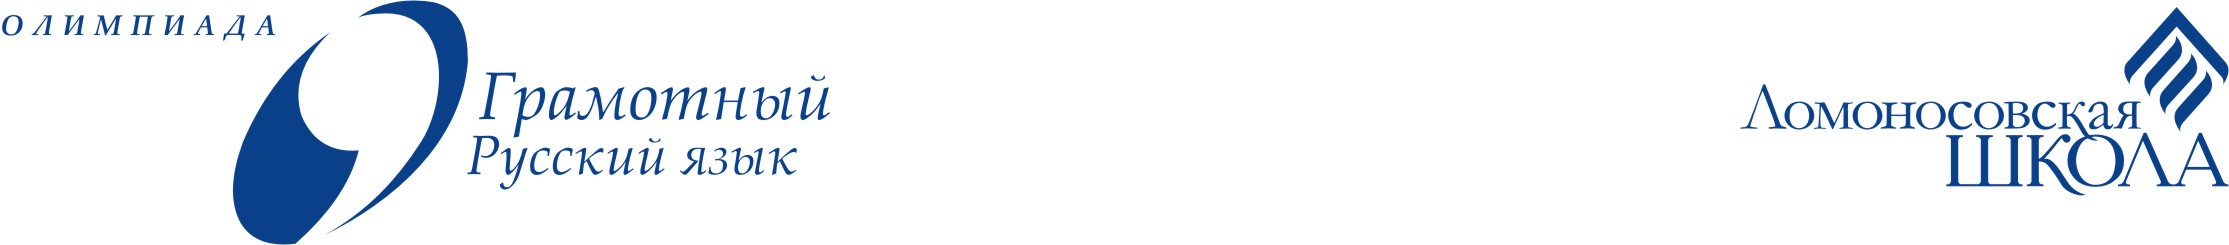 ОЛИМПИАДА
Грамотный
Русский язык
Ломоносовская
ШКОЛА